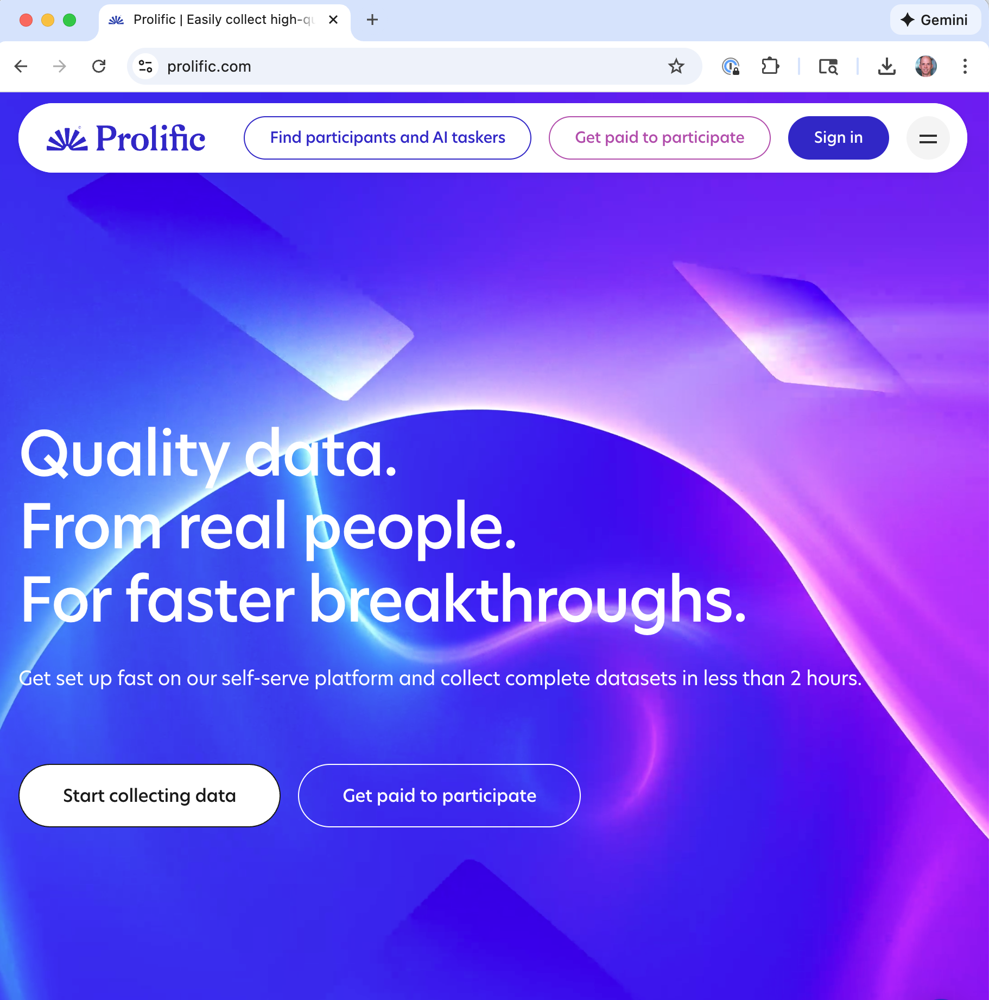 Prolific | Easily collect high-qu
Gemini
prolific.com
Prolific
Find participants and AI taskers
Get paid to participate
Sign in
Quality data.
From real people.
For faster breakthroughs.
Get set up fast on our self-serve platform and collect complete datasets in less than 2 hours.
Start collecting data
Get paid to participate